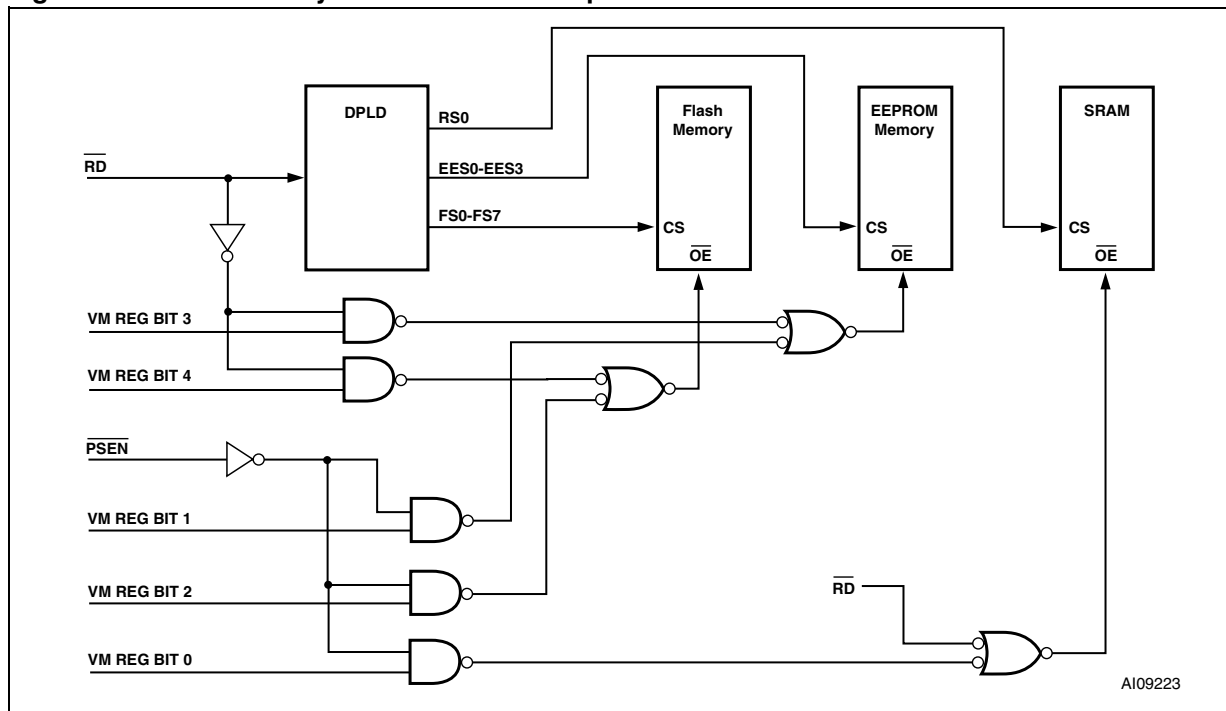 DPLD
RS0
EES0-EES3
FS0-FS7
Flash
Memory
CS
OE
EEPROM
Memory
CS
OE
SRAM
CS
OE
RD
VM REG BIT 3
VM REG BIT 4
PSEN
VM REG BIT 1
VM REG BIT 2
VM REG BIT 0
RD
AI09223